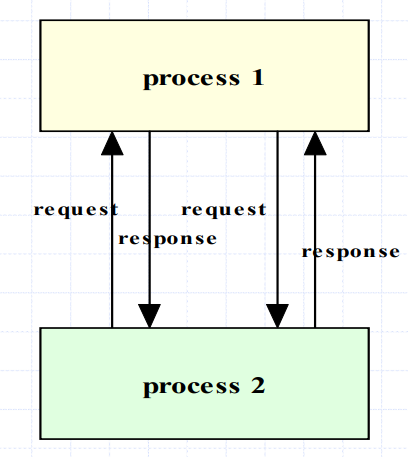 process 1
request
request
response
response
process 2